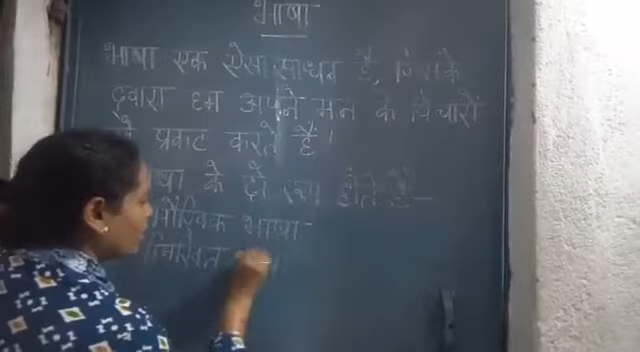 भाषा
भाषा एक ऐसा साधन है, जिसके
द्वारा हम अपने मन के विचारों
प्रकट करते हैं।
के दो रूप होते हैं-
मौखिक भाषा
लिखित